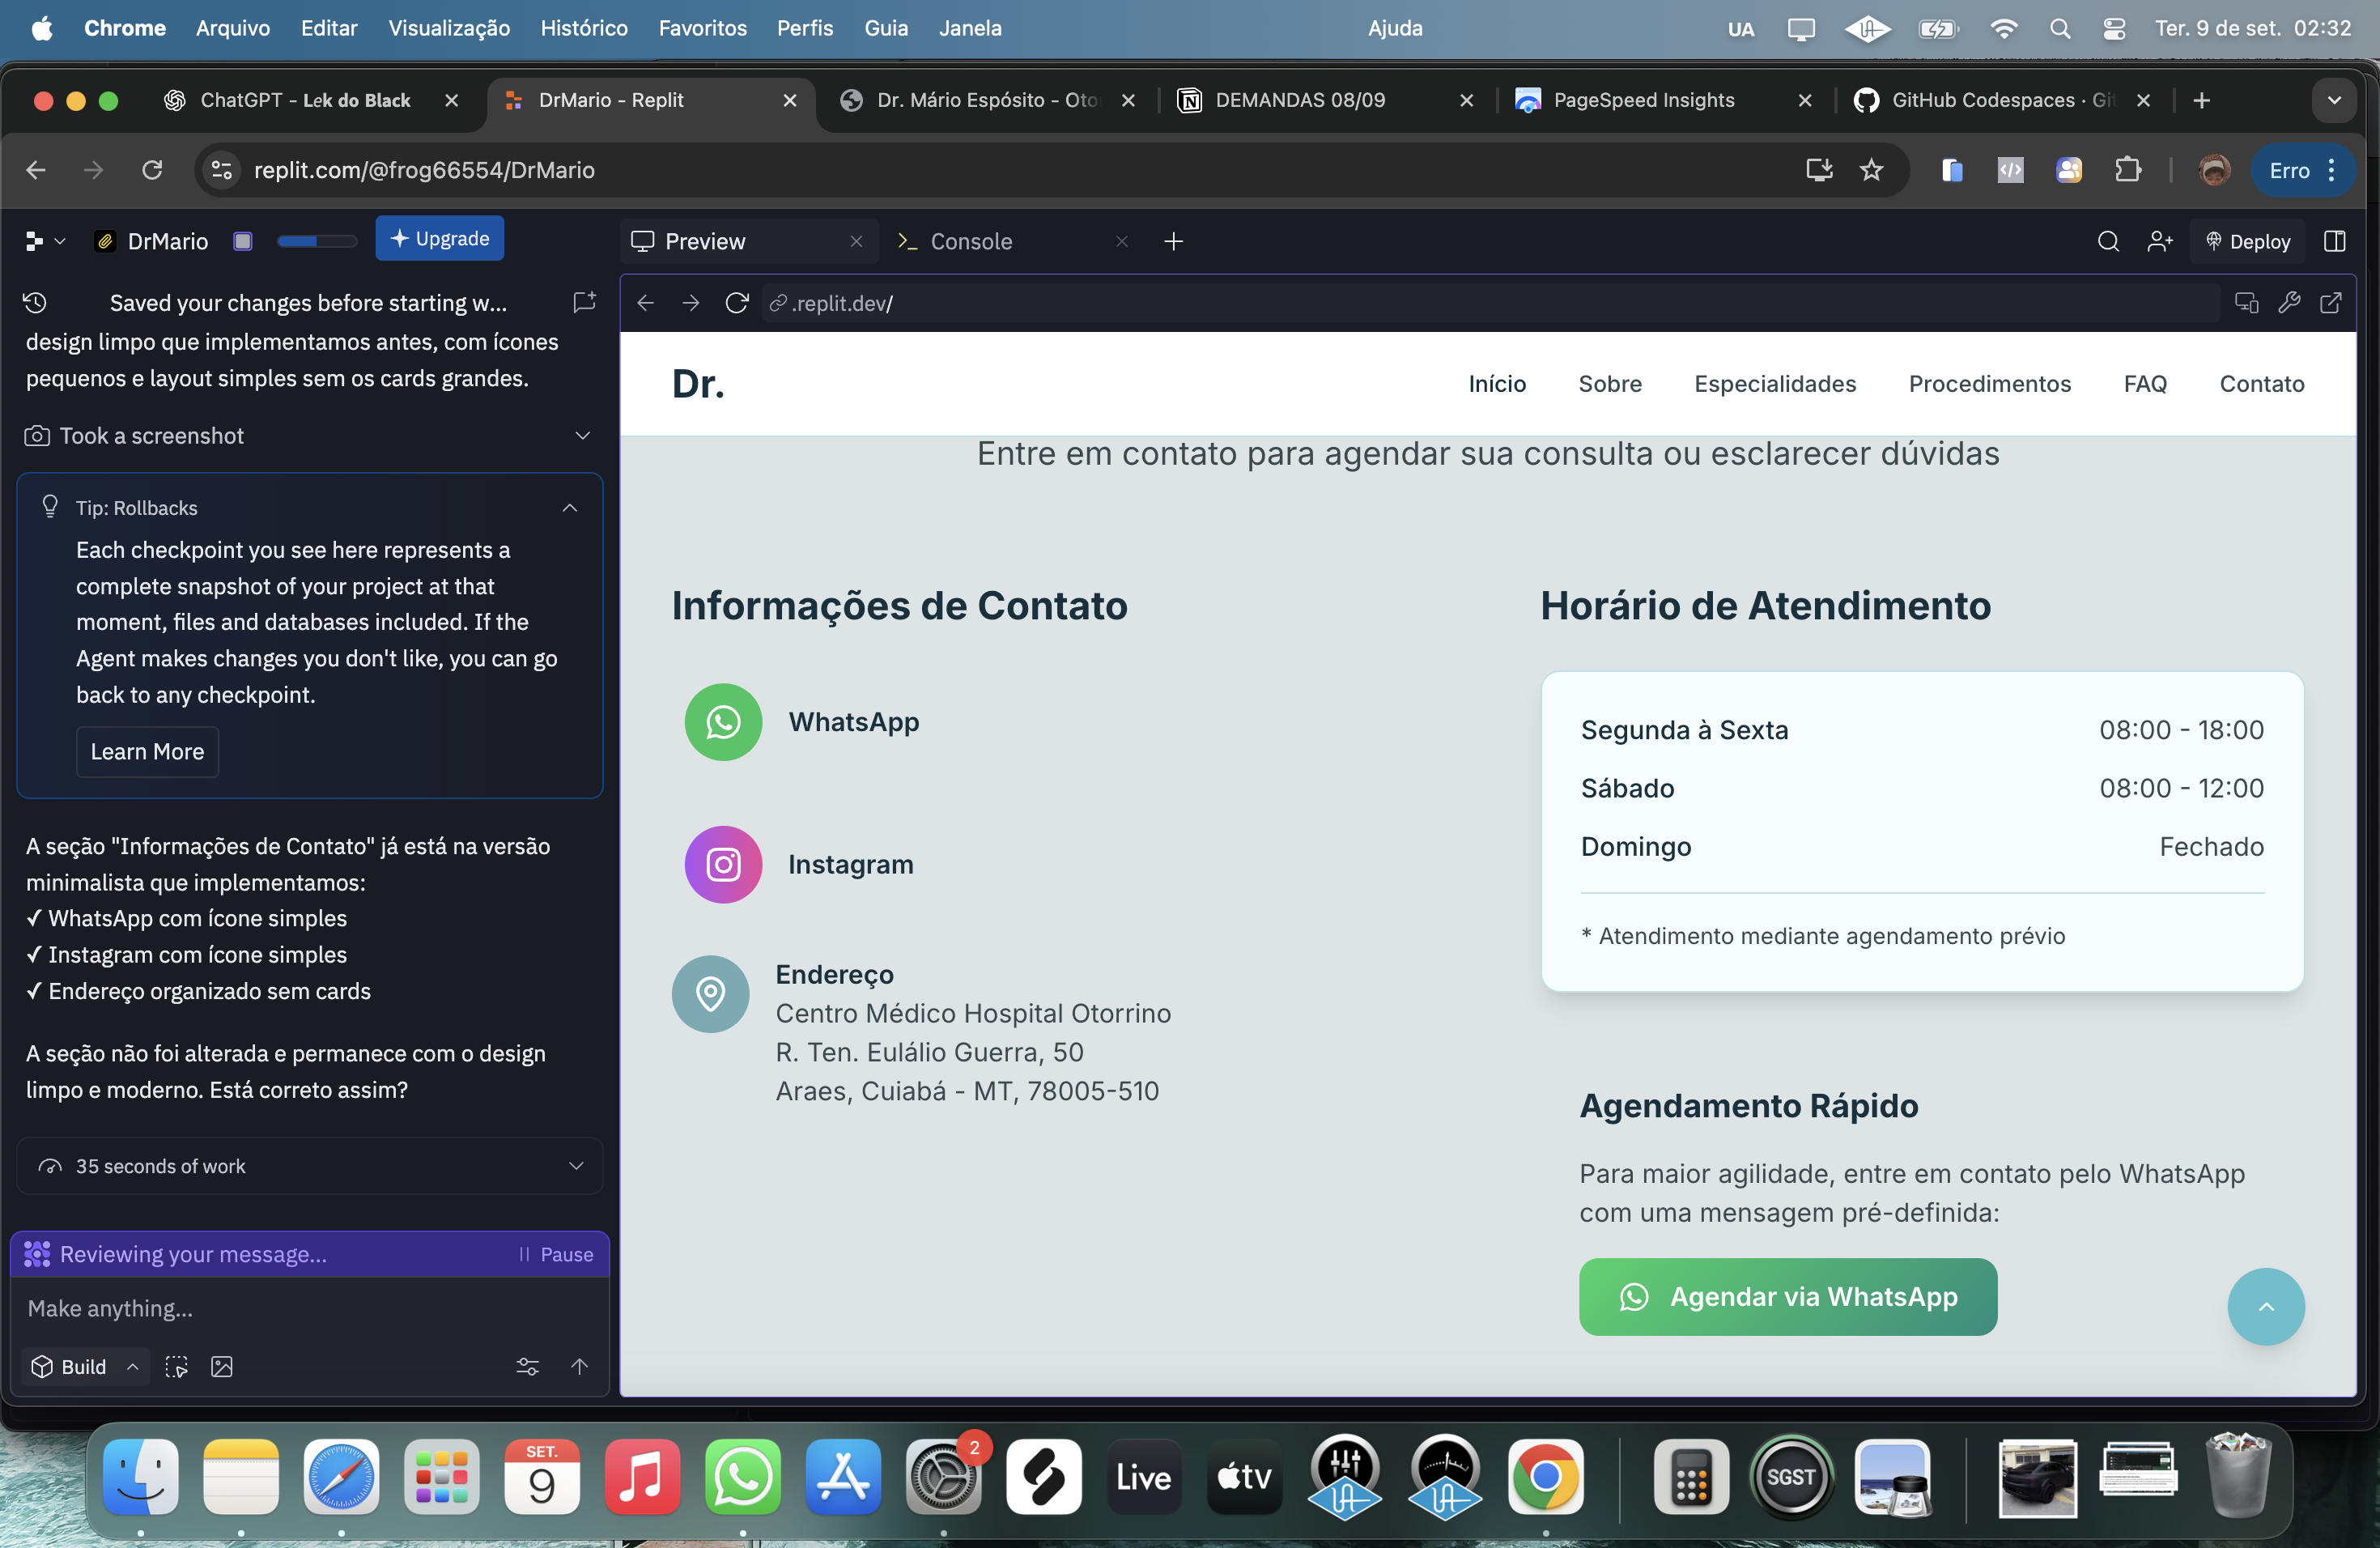 Chrome Arquivo Editar Visualização Histórico Favoritos Perfis Guia Janela Ajuda UA Ter. 9 de set. 02:32
ChatGPT - Lek do Black
DrMario - Replit
Dr. Mário Espósito - Oto
DEMANDAS 08/09
PageSpeed Insights
GitHub Codespaces · Git
replit.com/@frog66554/DrMario
Erro
DrMario
Upgrade
Preview
Console
Deploy
Saved your changes before starting w...
design limpo que implementamos antes, com ícones
pequenos e layout simples sem os cards grandes.
Took a screenshot
Tip: Rollbacks
Each checkpoint you see here represents a
complete snapshot of your project at that
moment, files and databases included. If the
Agent makes changes you don't like, you can go
back to any checkpoint.
Learn More
A seção "Informações de Contato" já está na versão
minimalista que implementamos:
✓ WhatsApp com ícone simples
✓ Instagram com ícone simples
✓ Endereço organizado sem cards
A seção não foi alterada e permanece com o design
limpo e moderno. Está correto assim?
35 seconds of work
Reviewing your message...
Pause
Make anything...
Build
.replit.dev/
Dr.
Início Sobre Especialidades Procedimentos FAQ Contato
Entre em contato para agendar sua consulta ou esclarecer dúvidas
Informações de Contato
WhatsApp
Instagram
Endereço
Centro Médico Hospital Otorrino
R. Ten. Eulálio Guerra, 50
Araes, Cuiabá - MT, 78005-510
Horário de Atendimento
Segunda à Sexta 08:00 - 18:00
Sábado 08:00 - 12:00
Domingo Fechado
* Atendimento mediante agendamento prévio
Agendamento Rápido
Para maior agilidade, entre em contato pelo WhatsApp
com uma mensagem pré-definida:
Agendar via WhatsApp
SET.
9
2
Live
tv
SGST